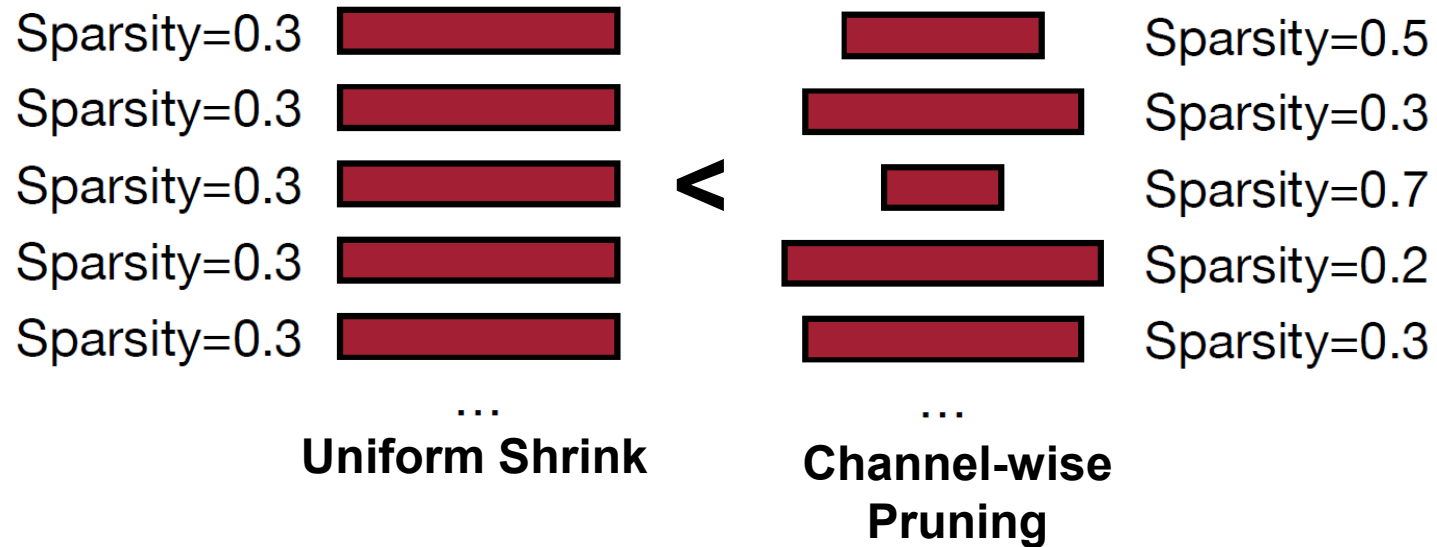 Sparsity=0.3
Sparsity=0.5
Sparsity=0.3
Sparsity=0.3
Sparsity=0.3
<
Sparsity=0.7
Sparsity=0.3
Sparsity=0.2
Sparsity=0.3
Sparsity=0.3
...
...
Uniform Shrink
Channel-wise
Pruning